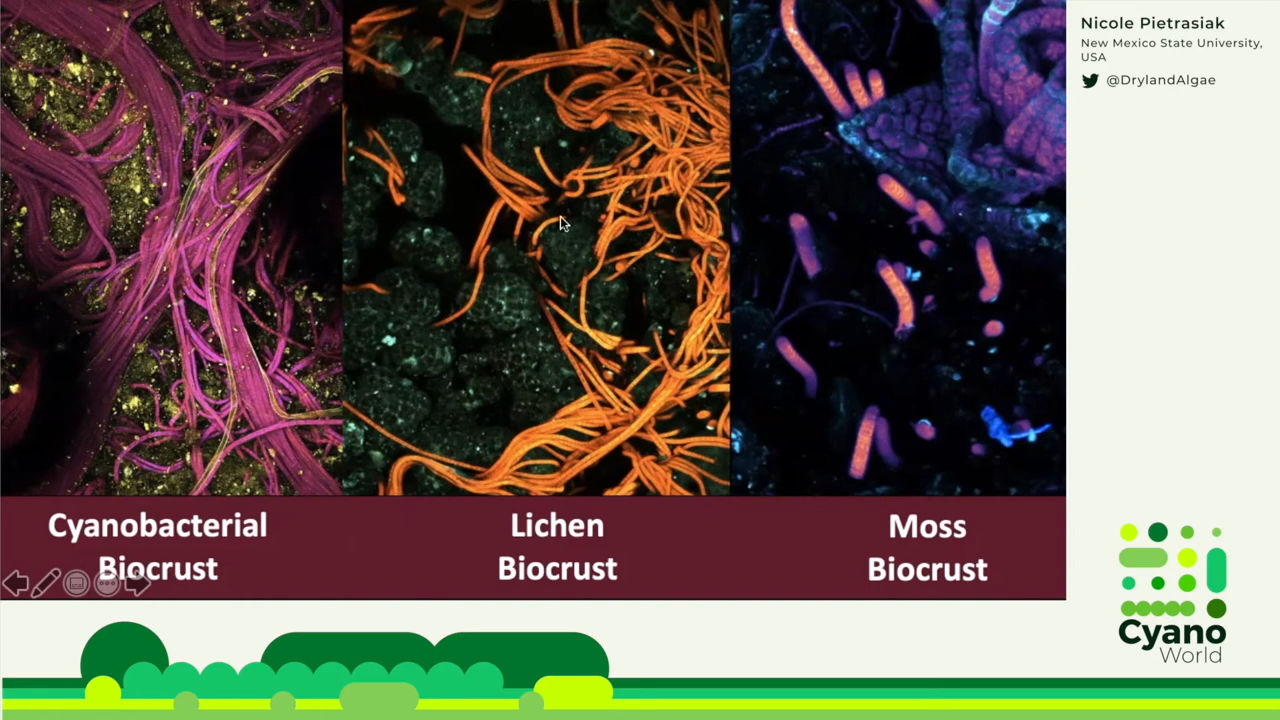 Nicole Pietrasiak
New Mexico State University,
USA
@DrylandAlgae
Cyanobacterial
Biocrust
Lichen
Biocrust
Moss
Biocrust
Cyano
World